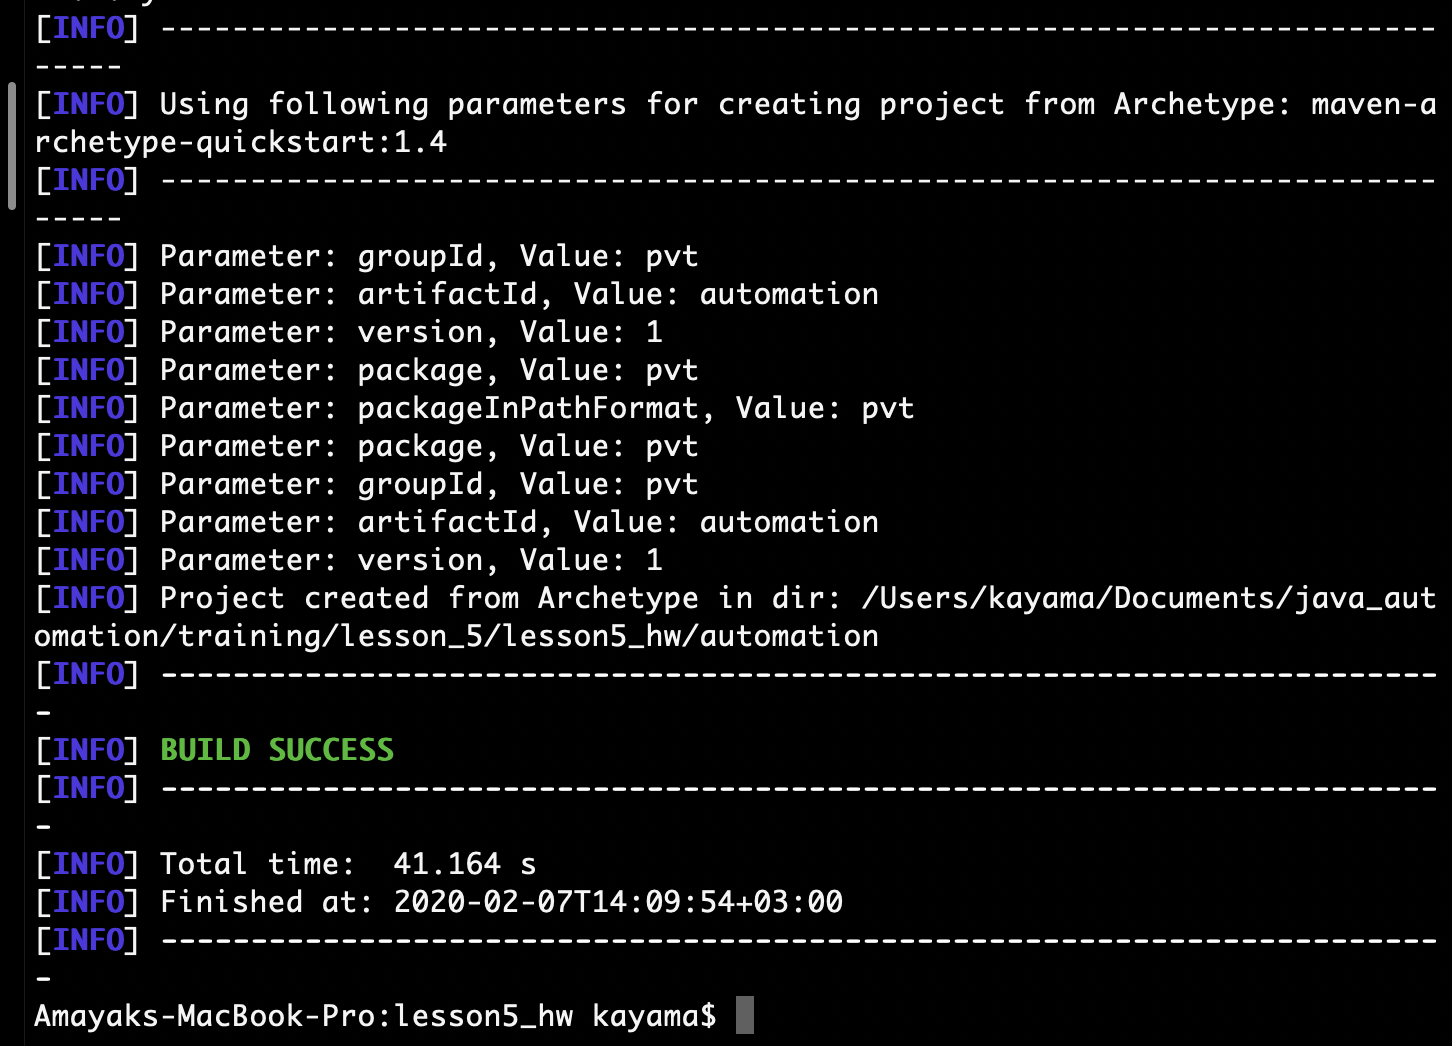 [INFO] -----------------------------------------------------------------------
-----
[INFO] Using following parameters for creating project from Archetype: maven-a
rchetype-quickstart:1.4
[INFO] -----------------------------------------------------------------------
-----
[INFO] Parameter: groupId, Value: pvt
[INFO] Parameter: artifactId, Value: automation
[INFO] Parameter: version, Value: 1
[INFO] Parameter: package, Value: pvt
[INFO] Parameter: packageInPathFormat, Value: pvt
[INFO] Parameter: package, Value: pvt
[INFO] Parameter: groupId, Value: pvt
[INFO] Parameter: artifactId, Value: automation
[INFO] Parameter: version, Value: 1
[INFO] Project created from Archetype in dir: /Users/kayama/Documents/java_aut
omation/training/lesson_5/lesson5_hw/automation
[INFO] -----------------------------------------------------------------------
-
[INFO] BUILD SUCCESS
[INFO] -----------------------------------------------------------------------
-
[INFO] Total time:  41.164 s
[INFO] Finished at: 2020-02-07T14:09:54+03:00
[INFO] -----------------------------------------------------------------------
-
Amayaks-MacBook-Pro:lesson5_hw kayama$